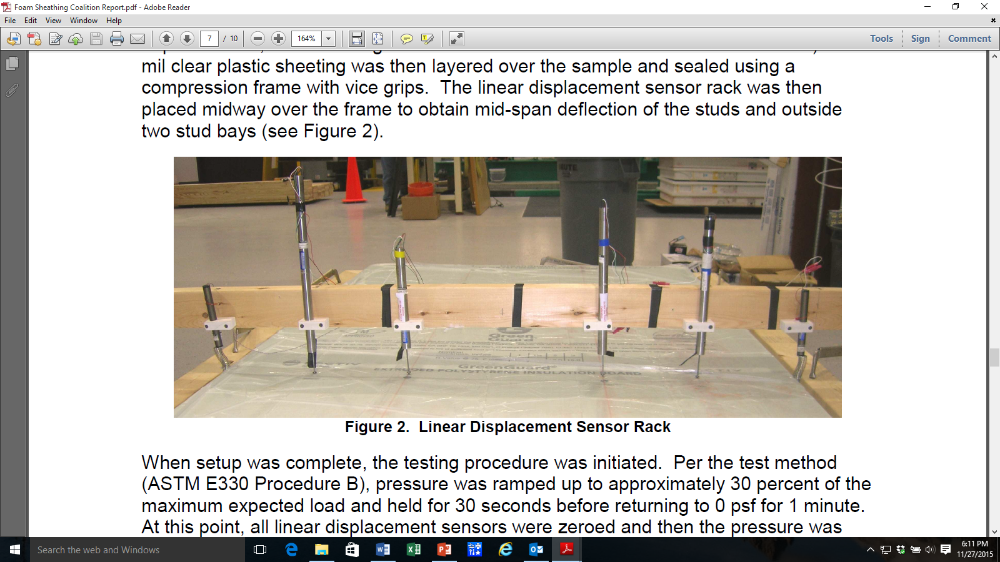 Foam Sheathing Coalition Report.pdf - Adobe Reader
File Edit View Window Help
7 / 10 164% Tools Sign Comment
mil clear plastic sheeting was then layered over the sample and sealed using a
compression frame with vice grips. The linear displacement sensor rack was then
placed midway over the frame to obtain mid-span deflection of the studs and outside
two stud bays (see Figure 2).
Green
Guard
GreenGuard®
EXTRUDED POLYSTYRENE INSULATION BOARD
Figure 2. Linear Displacement Sensor Rack
When setup was complete, the testing procedure was initiated. Per the test method
(ASTM E330 Procedure B), pressure was ramped up to approximately 30 percent of the
maximum expected load and held for 30 seconds before returning to 0 psf for 1 minute.
At this point, all linear displacement sensors were zeroed and then the pressure was
Search the web and Windows
6:11 PM
11/27/2015